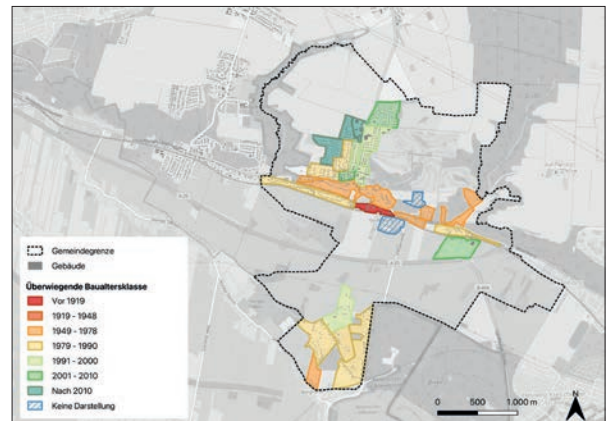 Gemeindegrenze
Gebäude
Überwiegende Baualtersklasse
Vor 1919
1919 - 1948
1949 - 1978
1979 - 1990
1991 - 2000
2001 - 2010
Nach 2010
Keine Darstellung
N
0 500 1.000 m